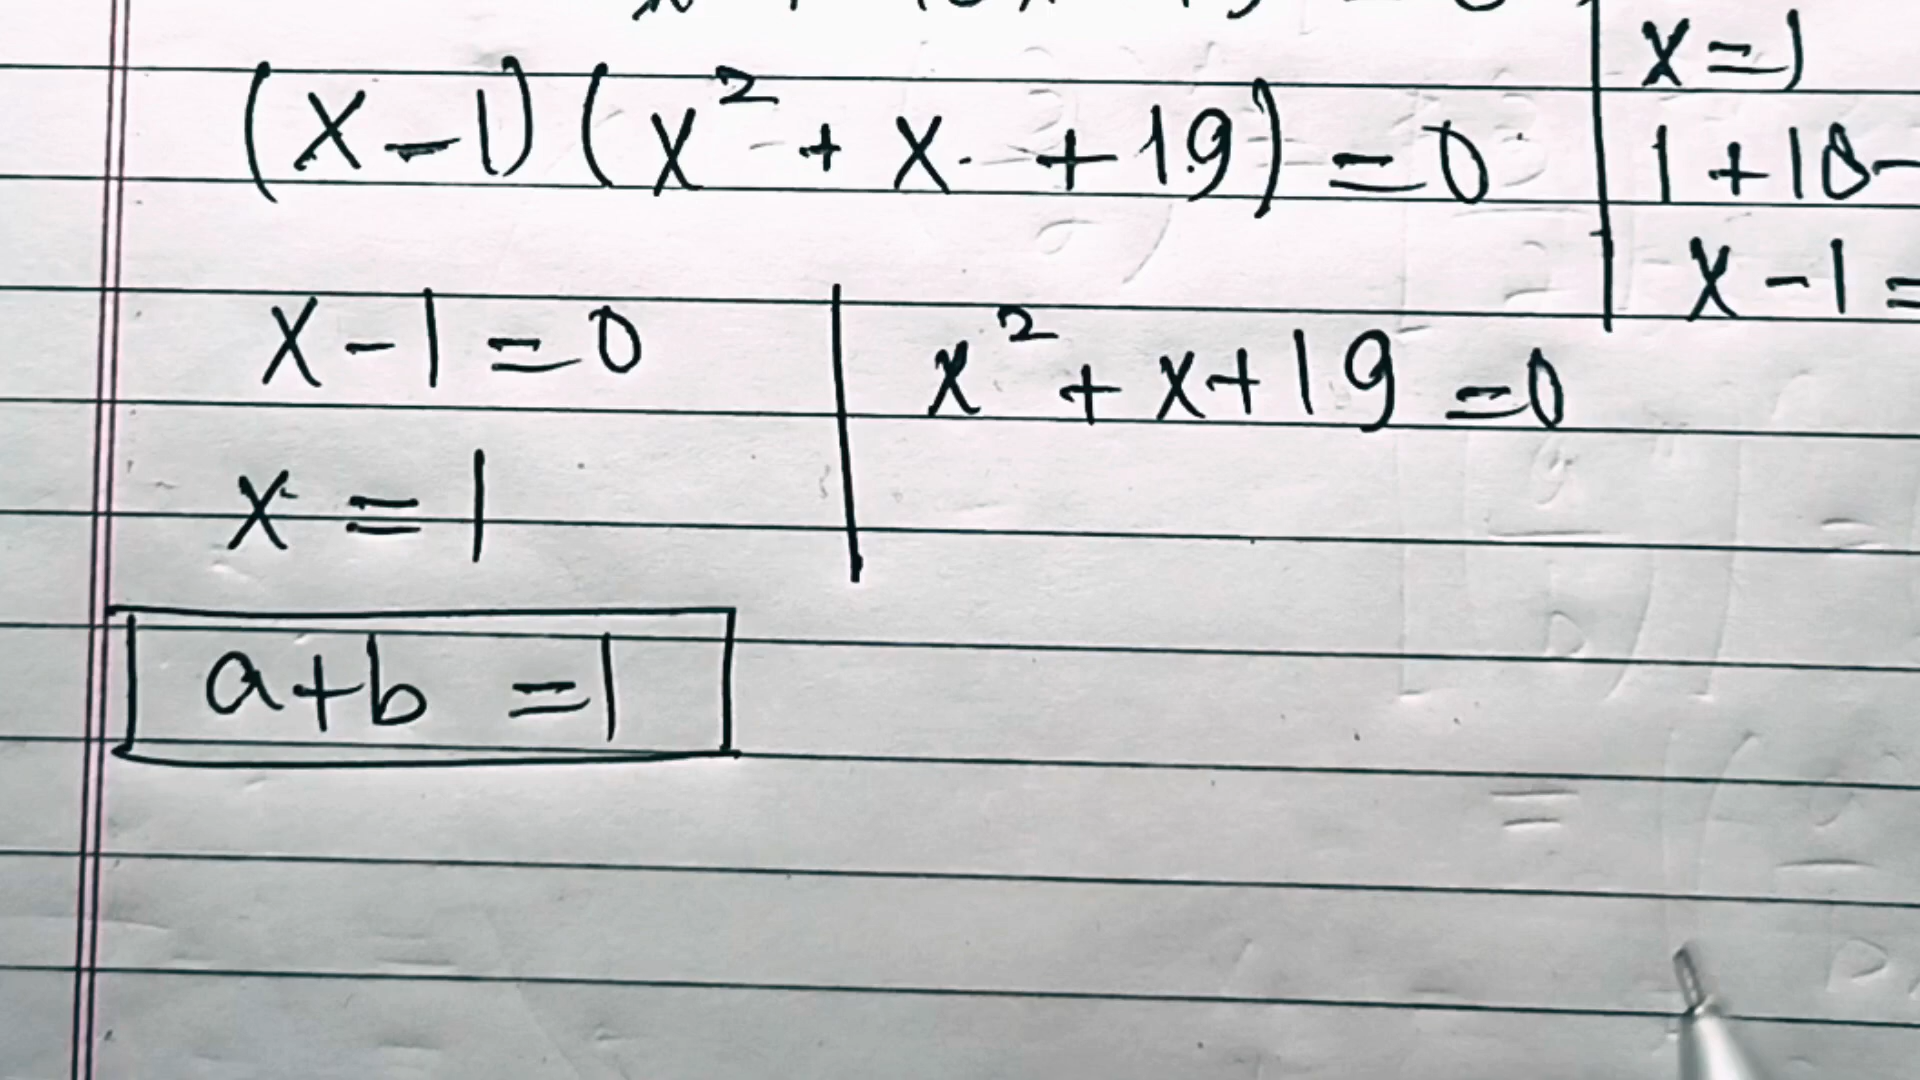 (x-1)(x² + x + 19) = 0
x = 1
1 + 18 -
x - 1 =
x - 1 = 0
x² + x + 19 = 0
x = 1
a + b = 1